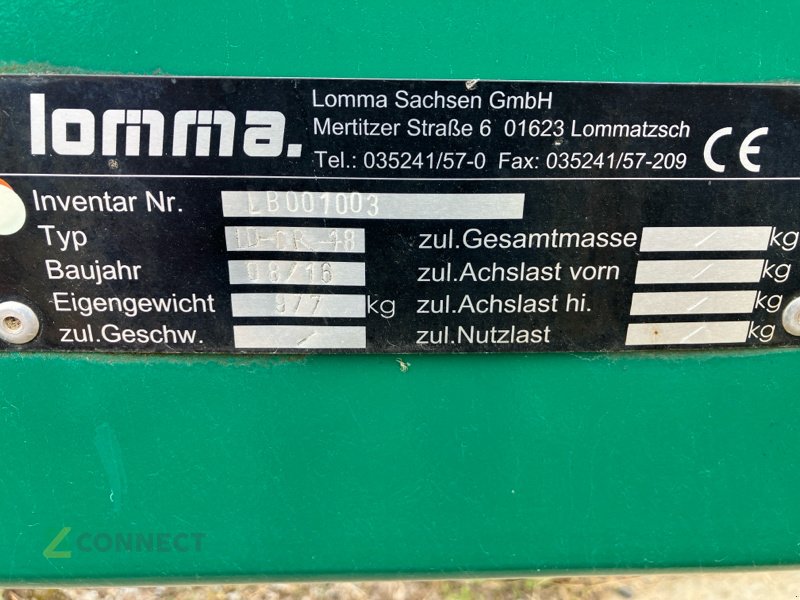 lomma.
Lomma Sachsen GmbH
Mertitzer Straße 6 01623 Lommatzsch
Tel.: 035241/57-0 Fax: 035241/57-209
CE
Inventar Nr. LB001003
Typ zul.Gesamtmasse / kg
Baujahr 08/16 zul.Achslast vorn / kg
Eigengewicht kg zul.Achslast hi. / kg
zul.Geschw. / zul.Nutzlast / kg
CONNECT